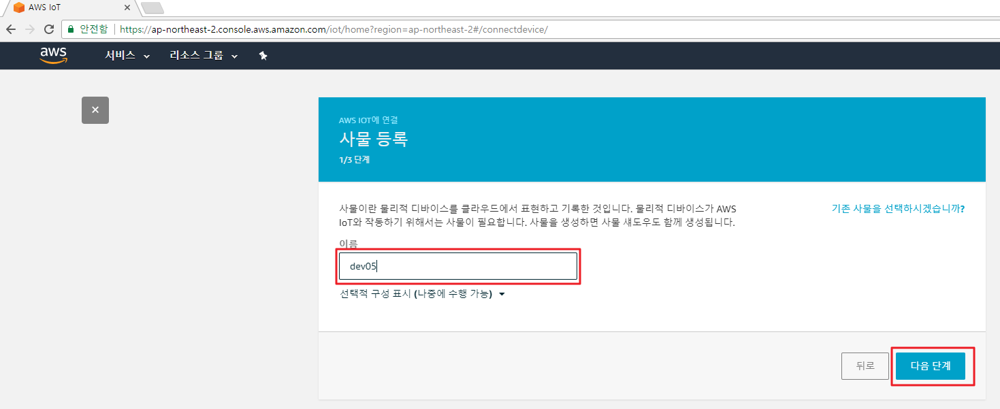 AWS IoT
안전함
https://ap-northeast-2.console.aws.amazon.com/iot/home?region=ap-northeast-2#/connectdevice/
aws 서비스 리소스 그룹
AWS IOT에 연결
사물 등록
1/3 단계
사물이란 물리적 디바이스를 클라우드에서 표현하고 기록한 것입니다. 물리적 디바이스가 AWS
IoT와 작동하기 위해서는 사물이 필요합니다. 사물을 생성하면 사물 섀도우도 함께 생성됩니다.
기존 사물을 선택하시겠습니까?
이름
dev05
선택적 구성 표시 (나중에 수행 가능)
뒤로 다음 단계